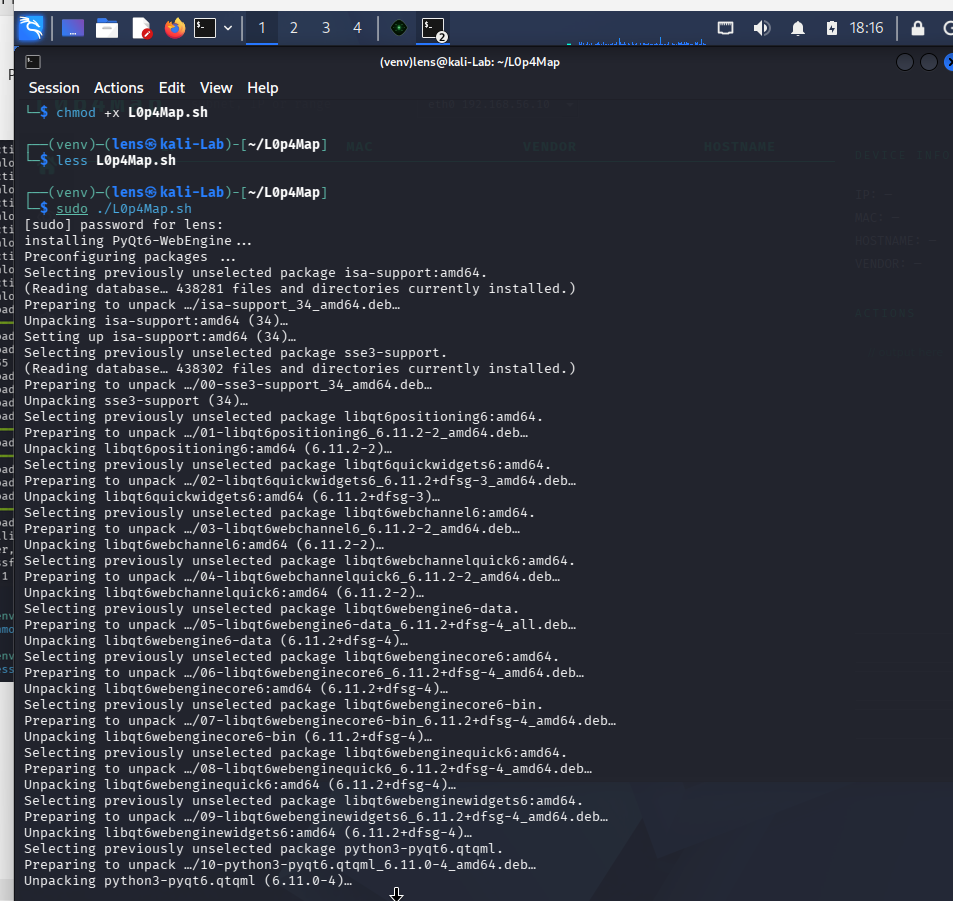 1 2 3 4
2
18:16
(venv)lens@kali-Lab: ~/L0p4Map
Session Actions Edit View Help
└─$ chmod +x L0p4Map.sh
┌──(venv)─(lens㉿kali-Lab)-[~/L0p4Map]
└─$ less L0p4Map.sh
┌──(venv)─(lens㉿kali-Lab)-[~/L0p4Map]
└─$ sudo ./L0p4Map.sh
[sudo] password for lens:
installing PyQt6-WebEngine...
Preconfiguring packages ...
Selecting previously unselected package isa-support:amd64.
(Reading database… 438281 files and directories currently installed.)
Preparing to unpack …/isa-support_34_amd64.deb…
Unpacking isa-support:amd64 (34)…
Setting up isa-support:amd64 (34)…
Selecting previously unselected package sse3-support.
(Reading database… 438302 files and directories currently installed.)
Preparing to unpack …/00-sse3-support_34_amd64.deb…
Unpacking sse3-support (34)…
Selecting previously unselected package libqt6positioning6:amd64.
Preparing to unpack …/01-libqt6positioning6_6.11.2-2_amd64.deb…
Unpacking libqt6positioning6:amd64 (6.11.2-2)…
Selecting previously unselected package libqt6quickwidgets6:amd64.
Preparing to unpack …/02-libqt6quickwidgets6_6.11.2+dfsg-3_amd64.deb…
Unpacking libqt6quickwidgets6:amd64 (6.11.2+dfsg-3)…
Selecting previously unselected package libqt6webchannel6:amd64.
Preparing to unpack …/03-libqt6webchannel6_6.11.2-2_amd64.deb…
Unpacking libqt6webchannel6:amd64 (6.11.2-2)…
Selecting previously unselected package libqt6webchannelquick6:amd64.
Preparing to unpack …/04-libqt6webchannelquick6_6.11.2-2_amd64.deb…
Unpacking libqt6webchannelquick6:amd64 (6.11.2-2)…
Selecting previously unselected package libqt6webengine6-data.
Preparing to unpack …/05-libqt6webengine6-data_6.11.2+dfsg-4_all.deb…
Unpacking libqt6webengine6-data (6.11.2+dfsg-4)…
Selecting previously unselected package libqt6webenginecore6:amd64.
Preparing to unpack …/06-libqt6webenginecore6_6.11.2+dfsg-4_amd64.deb…
Unpacking libqt6webenginecore6:amd64 (6.11.2+dfsg-4)…
Selecting previously unselected package libqt6webenginecore6-bin.
Preparing to unpack …/07-libqt6webenginecore6-bin_6.11.2+dfsg-4_amd64.deb…
Unpacking libqt6webenginecore6-bin (6.11.2+dfsg-4)…
Selecting previously unselected package libqt6webenginequick6:amd64.
Preparing to unpack …/08-libqt6webenginequick6_6.11.2+dfsg-4_amd64.deb…
Unpacking libqt6webenginequick6:amd64 (6.11.2+dfsg-4)…
Selecting previously unselected package libqt6webenginewidgets6:amd64.
Preparing to unpack …/09-libqt6webenginewidgets6_6.11.2+dfsg-4_amd64.deb…
Unpacking libqt6webenginewidgets6:amd64 (6.11.2+dfsg-4)…
Selecting previously unselected package python3-pyqt6.qtqml.
Preparing to unpack …/10-python3-pyqt6.qtqml_6.11.0-4_amd64.deb…
Unpacking python3-pyqt6.qtqml (6.11.0-4)…
MAC
VENDOR
HOSTNAME
DEVICE INFO
IP: —
MAC: —
HOSTNAME: —
VENDOR: —
ACTIONS